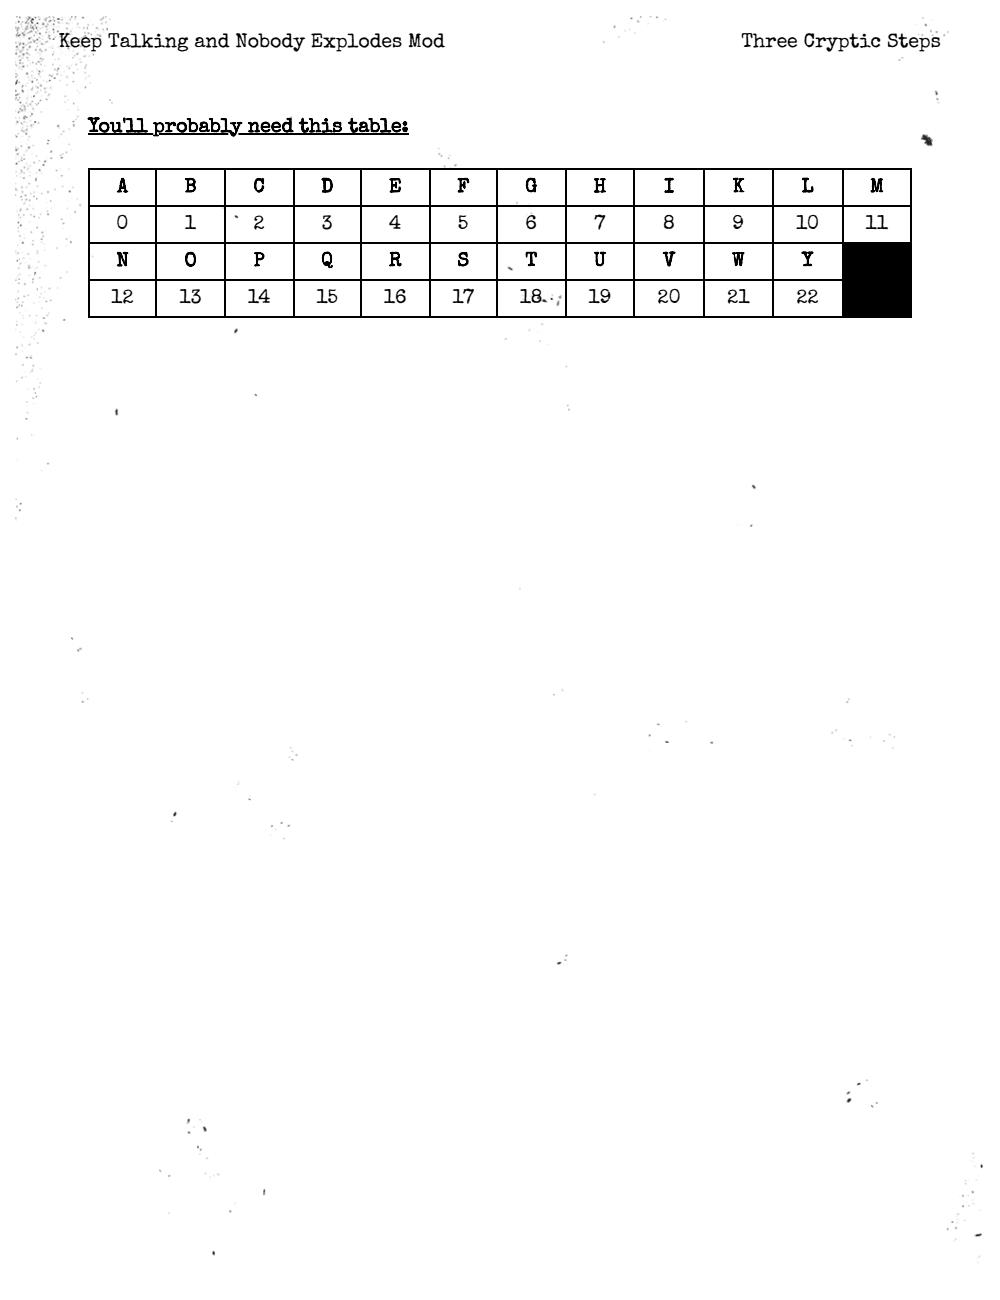 Keep Talking and Nobody Explodes Mod Three Cryptic Steps
You'll probably need this table:
A B C D E F G H I K L M
0 1 2 3 4 5 6 7 8 9 10 11
N O P Q R S T U V W Y
12 13 14 15 16 17 18 19 20 21 22